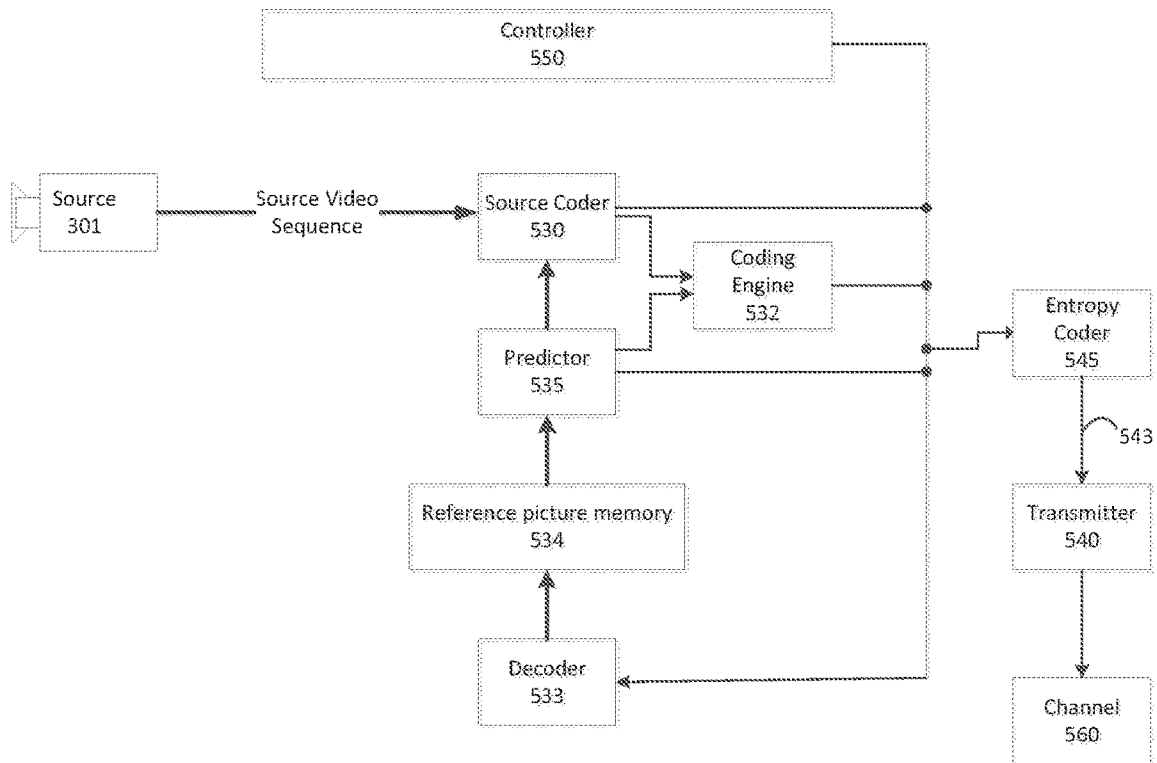 Controller
550
Source
301
Source Video
Sequence
Source Coder
530
Coding
Engine
532
Entropy
Coder
545
Predictor
535
543
Reference picture memory
534
Transmitter
540
Decoder
533
Channel
560